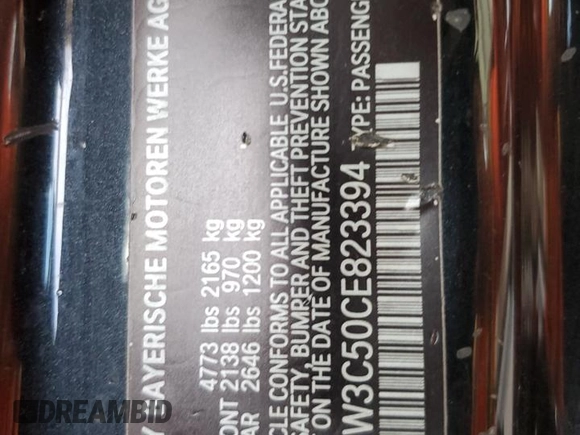 BAYERISCHE MOTOREN WERKE AG
4773 lbs 2165 kg
ONT 2138 lbs 970 kg
AR 2646 lbs 1200 kg
CLE CONFORMS TO ALL APPLICABLE U.S.FEDERA
SAFETY, BUMPER AND THEFT PREVENTION STA
T ON THE DATE OF MANUFACTURE SHOWN ABO
W3C50CE823394 TYPE: PASSENG
DREAMBID